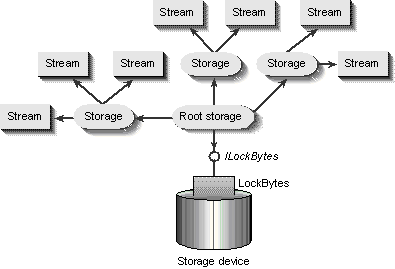 Stream
Stream
Stream
Stream
Stream
Storage
Storage
Stream
Stream
Storage
Root storage
ILockBytes
LockBytes
Storage device